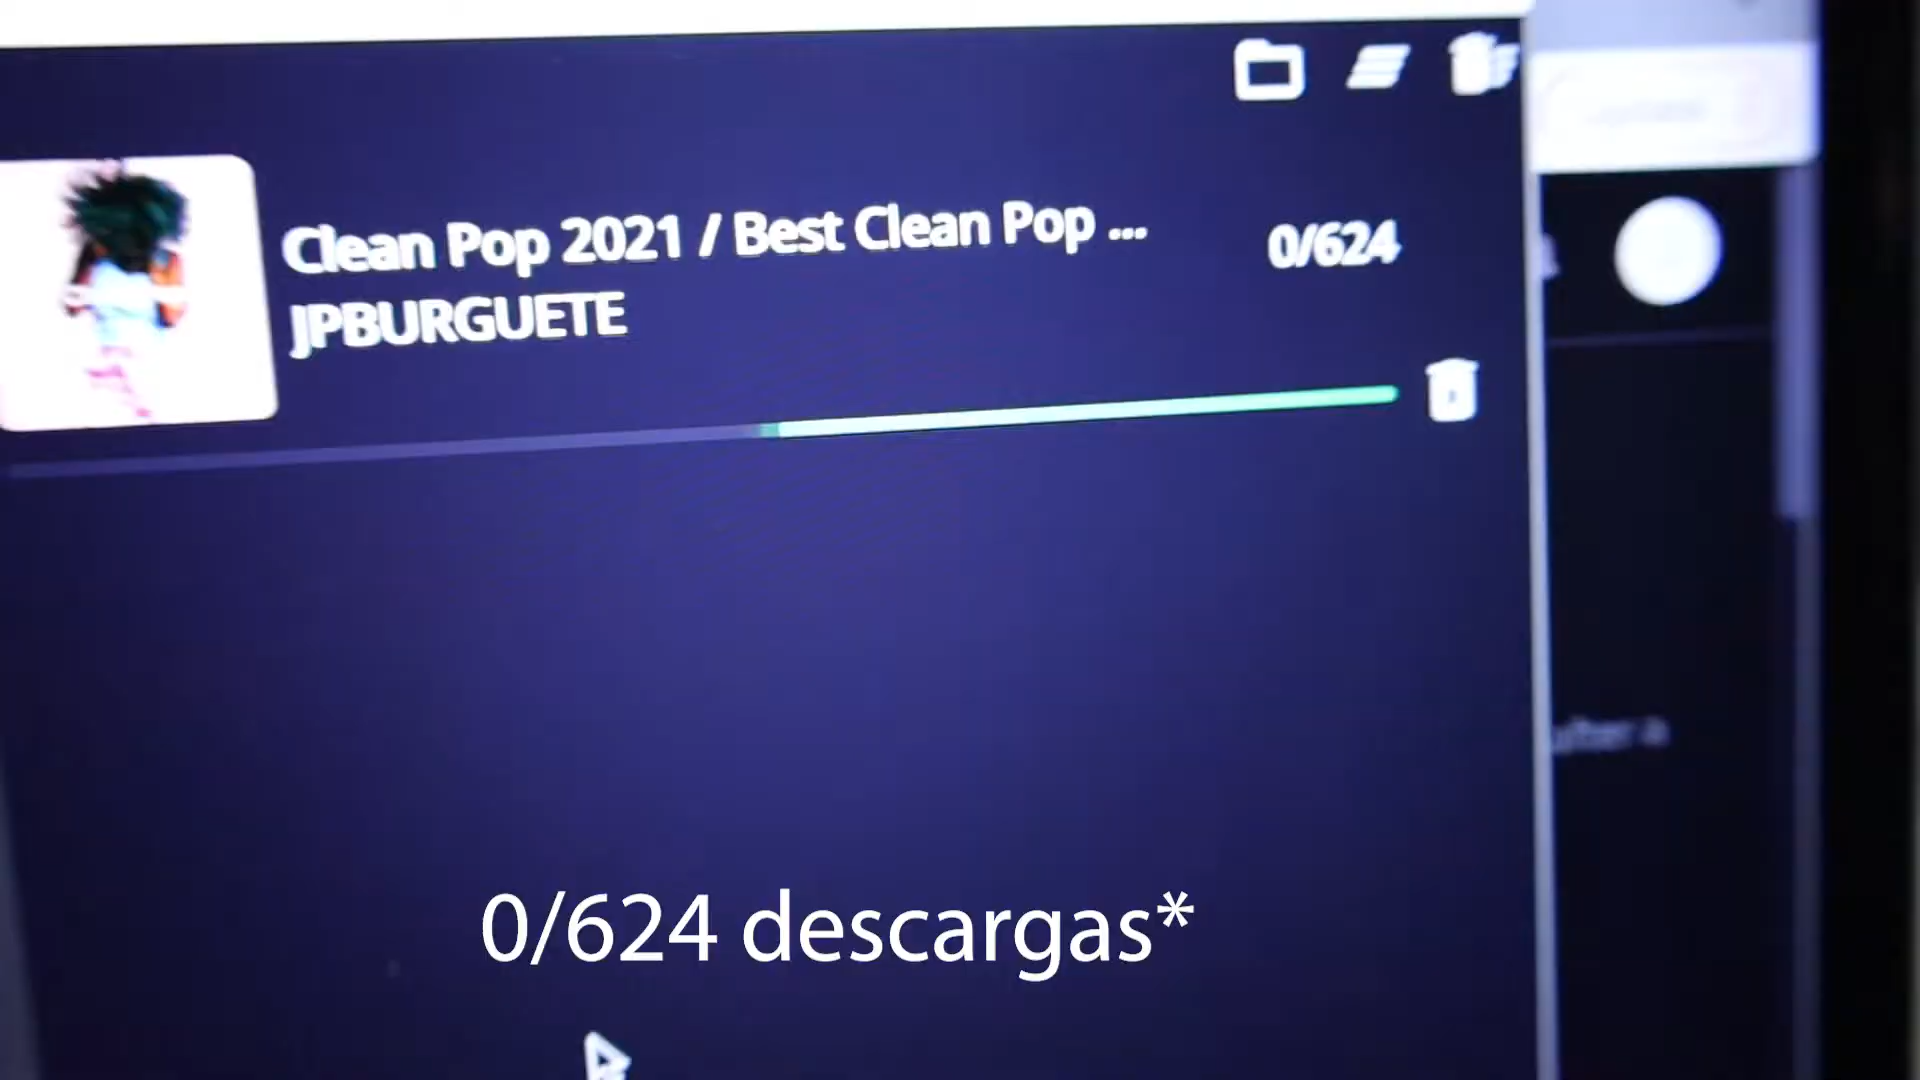 Clean Pop 2021 / Best Clean Pop ...
0/624
JPBURGUETE
0/624 descargas*